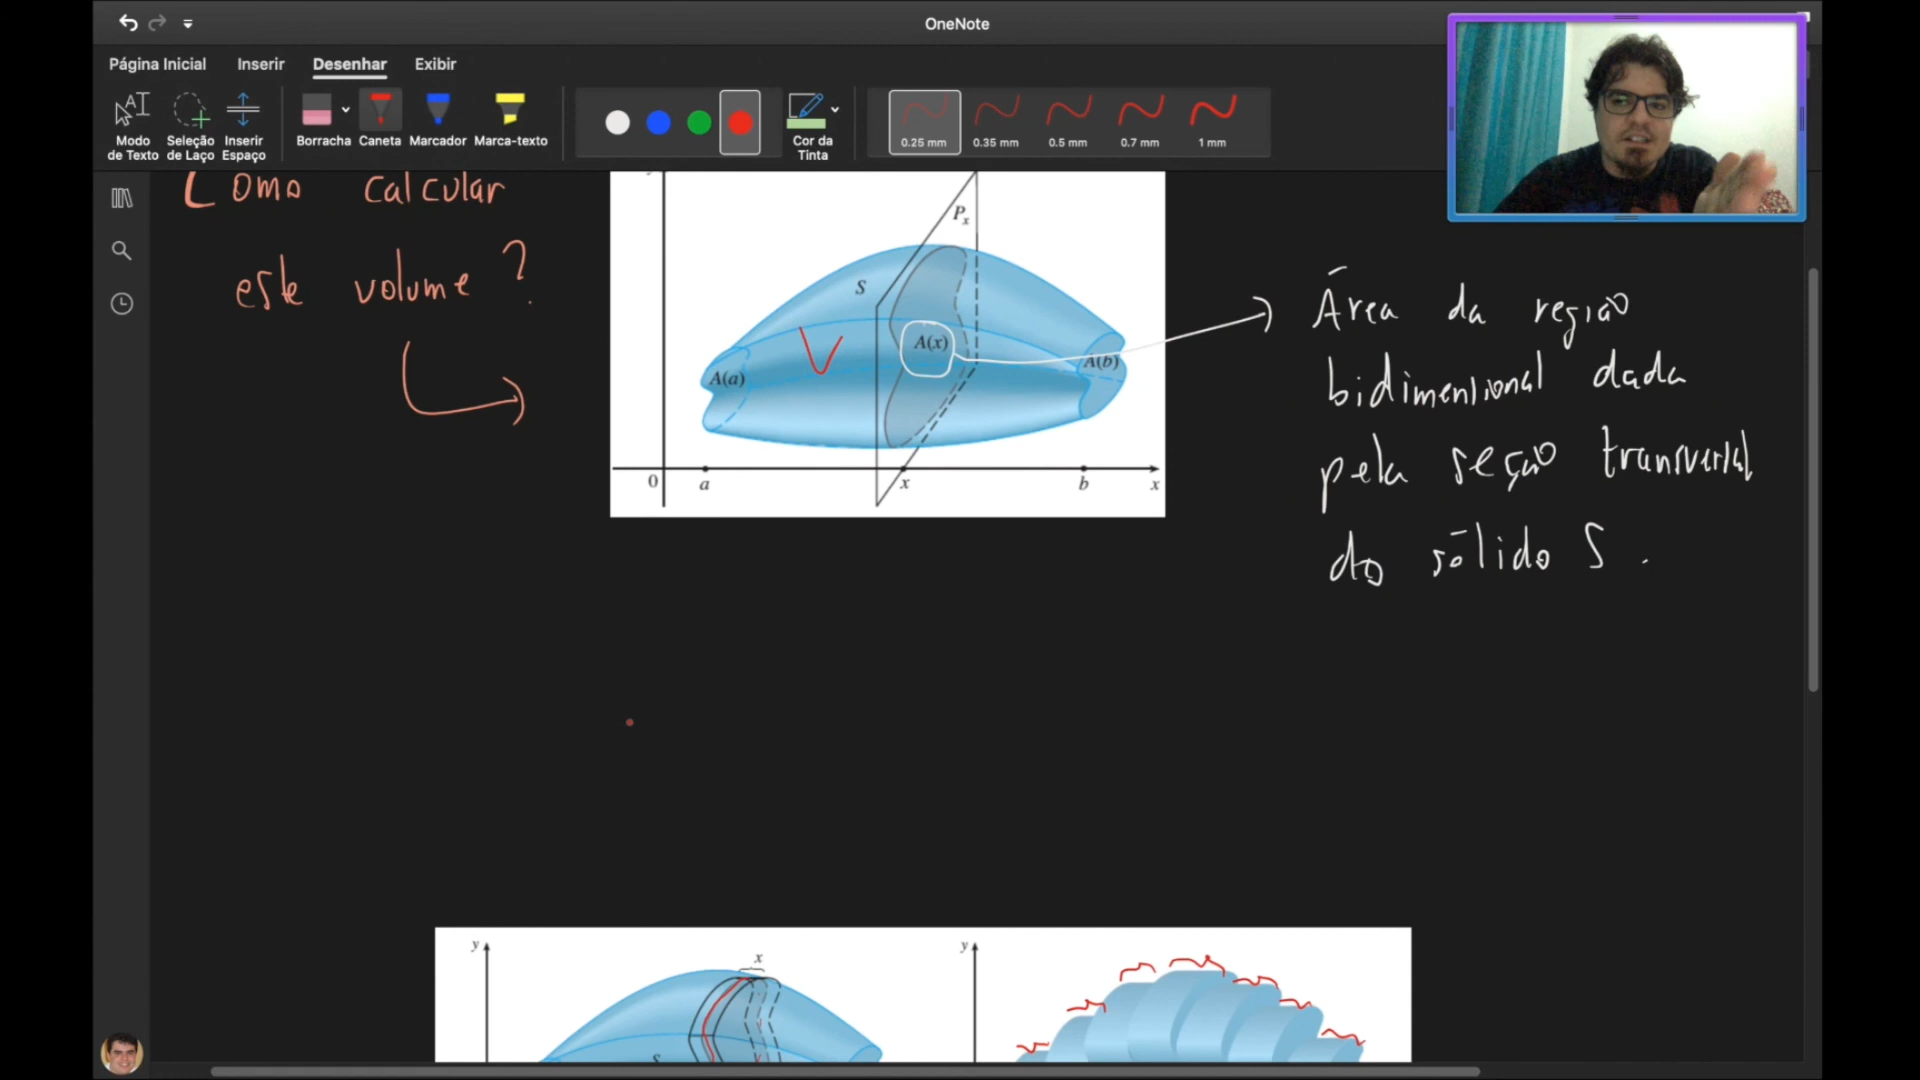 OneNote
Página Inicial Inserir Desenhar Exibir
Modo de Texto
Seleção de Laço
Inserir Espaço
Borracha
Caneta
Marcador
Marca-texto
Cor da Tinta
0.25 mm
0.35 mm
0.5 mm
0.7 mm
1 mm
Como calcular
este volume ?
Px
S
V
A(a)
A(x)
A(b)
0 a x b x
Área da região
bidimensional dada
pela seção transversal
do sólido S .
y
x
S
y